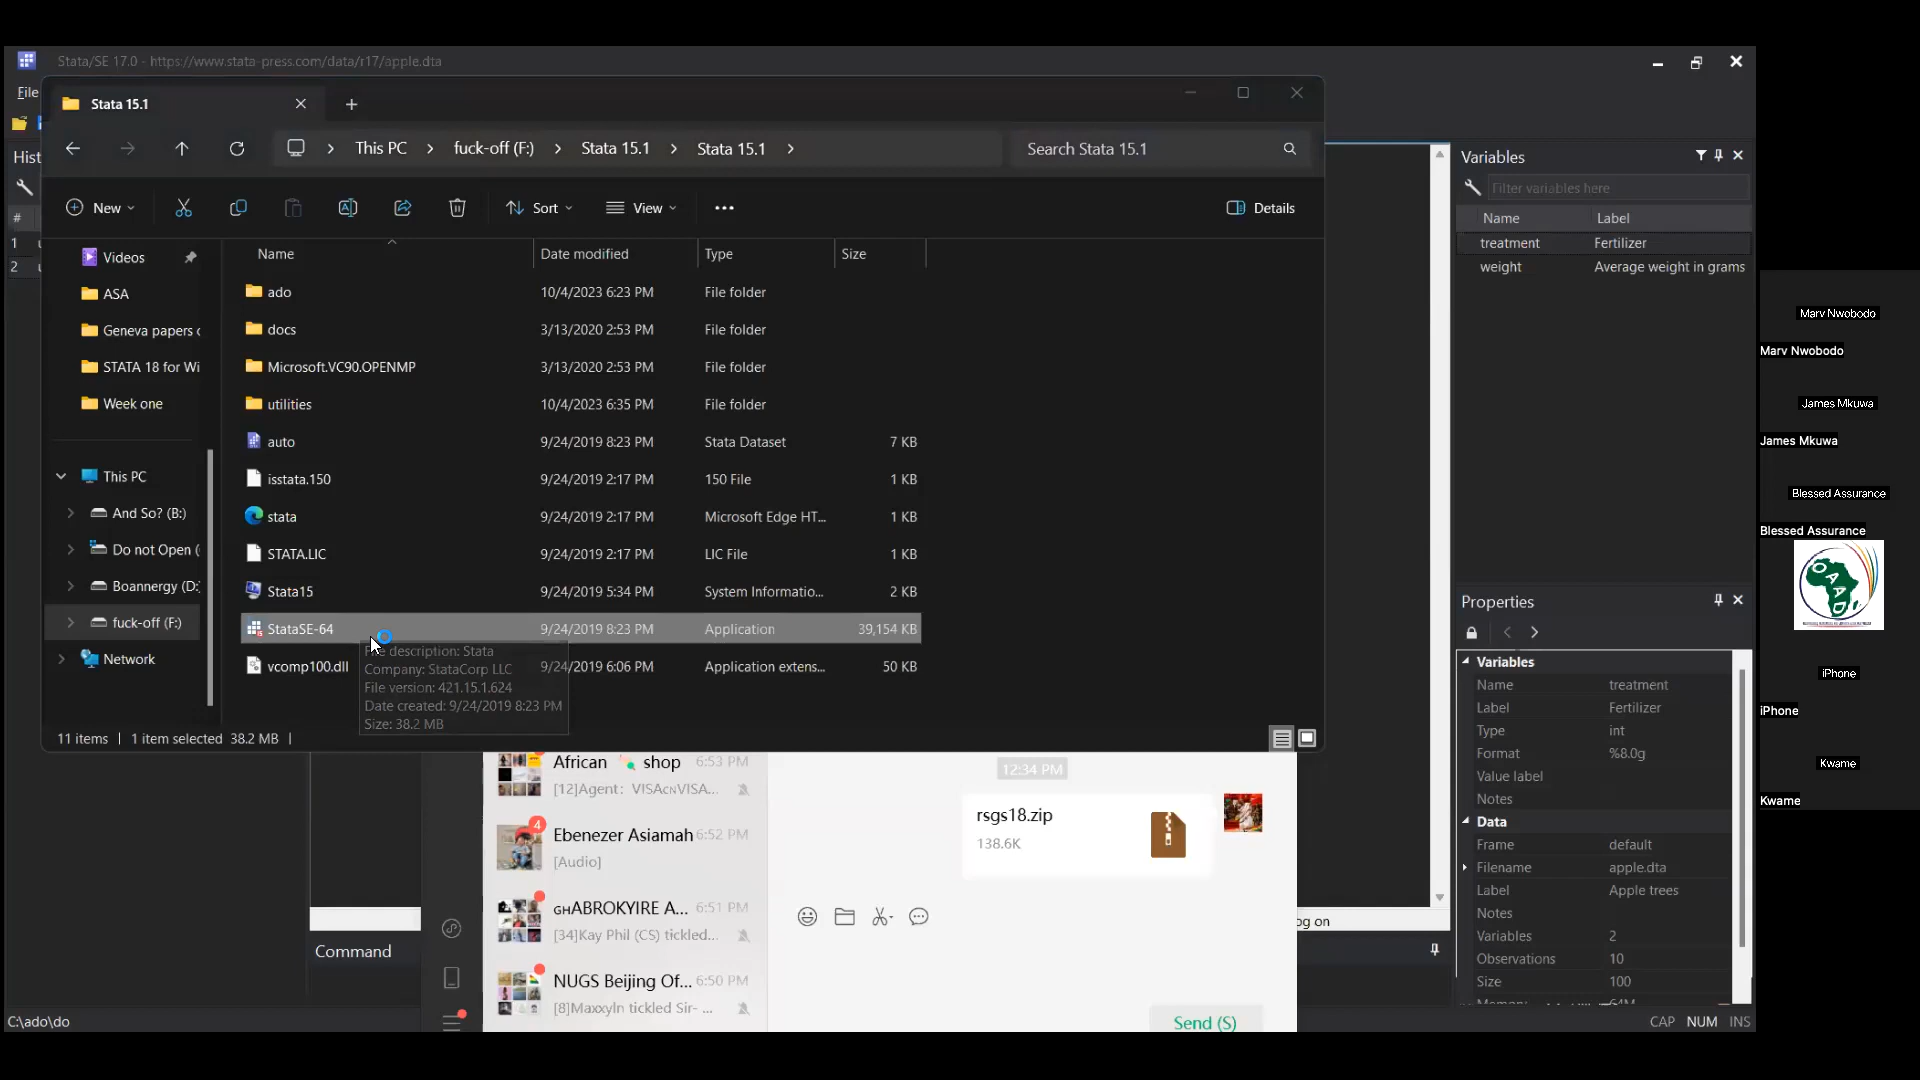 Stata/SE 17.0 - https://www.stata-press.com/data/r17/apple.dta
File
Stata 15.1
This PC > fuck-off (F:) > Stata 15.1 > Stata 15.1 >
Search Stata 15.1
Hist
New
Sort
View
Details
#
1
2
Name
Date modified
Type
Size
Videos
ASA
Geneva papers
STATA 18 for Wi
Week one
This PC
And So? (B:)
Do not Open (
Boannergy (D:
fuck-off (F:)
Network
ado 10/4/2023 6:23 PM File folder
docs 3/13/2020 2:53 PM File folder
Microsoft.VC90.OPENMP 3/13/2020 2:53 PM File folder
utilities 10/4/2023 6:35 PM File folder
auto 9/24/2019 8:23 PM Stata Dataset 7 KB
isstata.150 9/24/2019 2:17 PM 150 File 1 KB
stata 9/24/2019 2:17 PM Microsoft Edge HT... 1 KB
STATA.LIC 9/24/2019 2:17 PM LIC File 1 KB
Stata15 9/24/2019 5:34 PM System Informatio... 2 KB
StataSE-64 9/24/2019 8:23 PM Application 39,154 KB
vcomp100.dll 9/24/2019 6:06 PM Application extens... 50 KB
description: Stata
Company: StataCorp LLC
File version: 421.15.1.624
Date created: 9/24/2019 8:23 PM
Size: 38.2 MB
11 items | 1 item selected 38.2 MB |
African shop 6:53 PM
[12]Agent: VISAcNVISA...
4
Ebenezer Asiamah 6:52 PM
[Audio]
GHABROKYIRE A... 6:51 PM
[34]Kay Phil (CS) tickled...
NUGS Beijing Of... 6:50 PM
[8]Maxxyln tickled Sir- ...
12:34 PM
rsgs18.zip
138.6K
Send (S)
og on
Command
C:\ado\do
Variables
Filter variables here
Name Label
treatment Fertilizer
weight Average weight in grams
Properties
Variables
Name treatment
Label Fertilizer
Type int
Format %8.0g
Value label
Notes
Data
Frame default
Filename apple.dta
Label Apple trees
Notes
Variables 2
Observations 10
Size 100
CAP NUM INS
Marv Nwobodo
Marv Nwobodo
James Mkuwa
James Mkuwa
Blessed Assurance
Blessed Assurance
OAAD
iPhone
iPhone
Kwame
Kwame